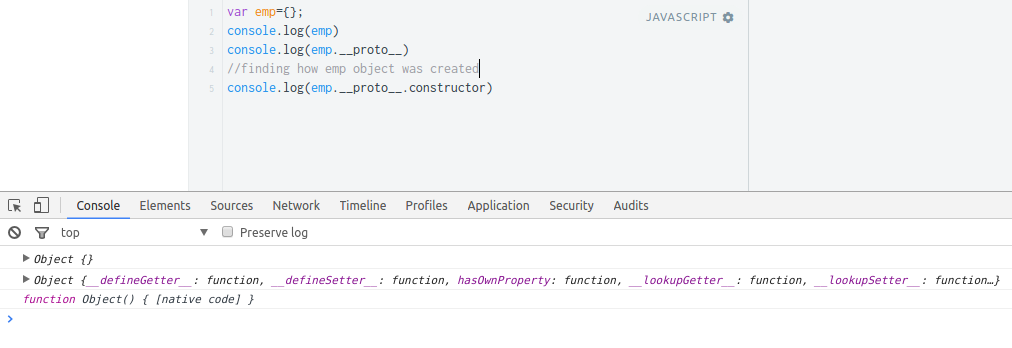 1 var emp={};
JAVASCRIPT
2 console.log(emp)
3 console.log(emp.__proto__)
4 //finding how emp object was created
5 console.log(emp.__proto__.constructor)
Console Elements Sources Network Timeline Profiles Application Security Audits
top Preserve log
Object {}
Object {__defineGetter__: function, __defineSetter__: function, hasOwnProperty: function, __lookupGetter__: function, __lookupSetter__: function…}
function Object() { [native code] }